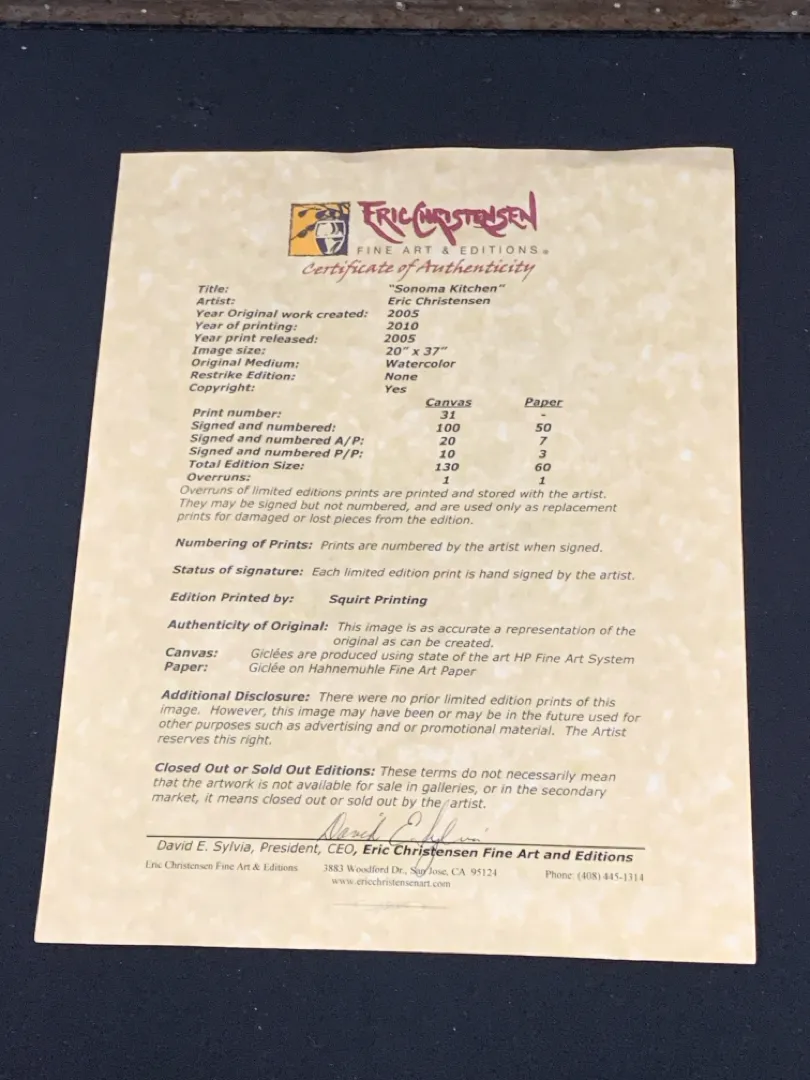 ERIC CHRISTENSEN
FINE ART & EDITIONS®
Certificate of Authenticity
Title: "Sonoma Kitchen"
Artist: Eric Christensen
Year Original work created: 2005
Year of printing: 2010
Year print released: 2005
Image size: 20" x 37"
Original Medium: Watercolor
Restrike Edition: None
Copyright: Yes
Canvas Paper
Print number: 31 -
Signed and numbered: 100 50
Signed and numbered A/P: 20 7
Signed and numbered P/P: 10 3
Total Edition Size: 130 60
Overruns: 1 1
Overruns of limited editions prints are printed and stored with the artist.
They may be signed but not numbered, and are used only as replacement
prints for damaged or lost pieces from the edition.
Numbering of Prints: Prints are numbered by the artist when signed.
Status of signature: Each limited edition print is hand signed by the artist.
Edition Printed by: Squirt Printing
Authenticity of Original: This image is as accurate a representation of the
original as can be created.
Canvas: Giclées are produced using state of the art HP Fine Art System
Paper: Giclée on Hahnemuhle Fine Art Paper
Additional Disclosure: There were no prior limited edition prints of this
image. However, this image may have been or may be in the future used for
other purposes such as advertising and or promotional material. The Artist
reserves this right.
Closed Out or Sold Out Editions: These terms do not necessarily mean
that the artwork is not available for sale in galleries, or in the secondary
market, it means closed out or sold out by the artist.
David E. Sylvia
David E. Sylvia, President, CEO, Eric Christensen Fine Art and Editions
Eric Christensen Fine Art & Editions 3883 Woodford Dr., San Jose, CA 95124 Phone: (408) 445-1314
www.ericchristensenart.com